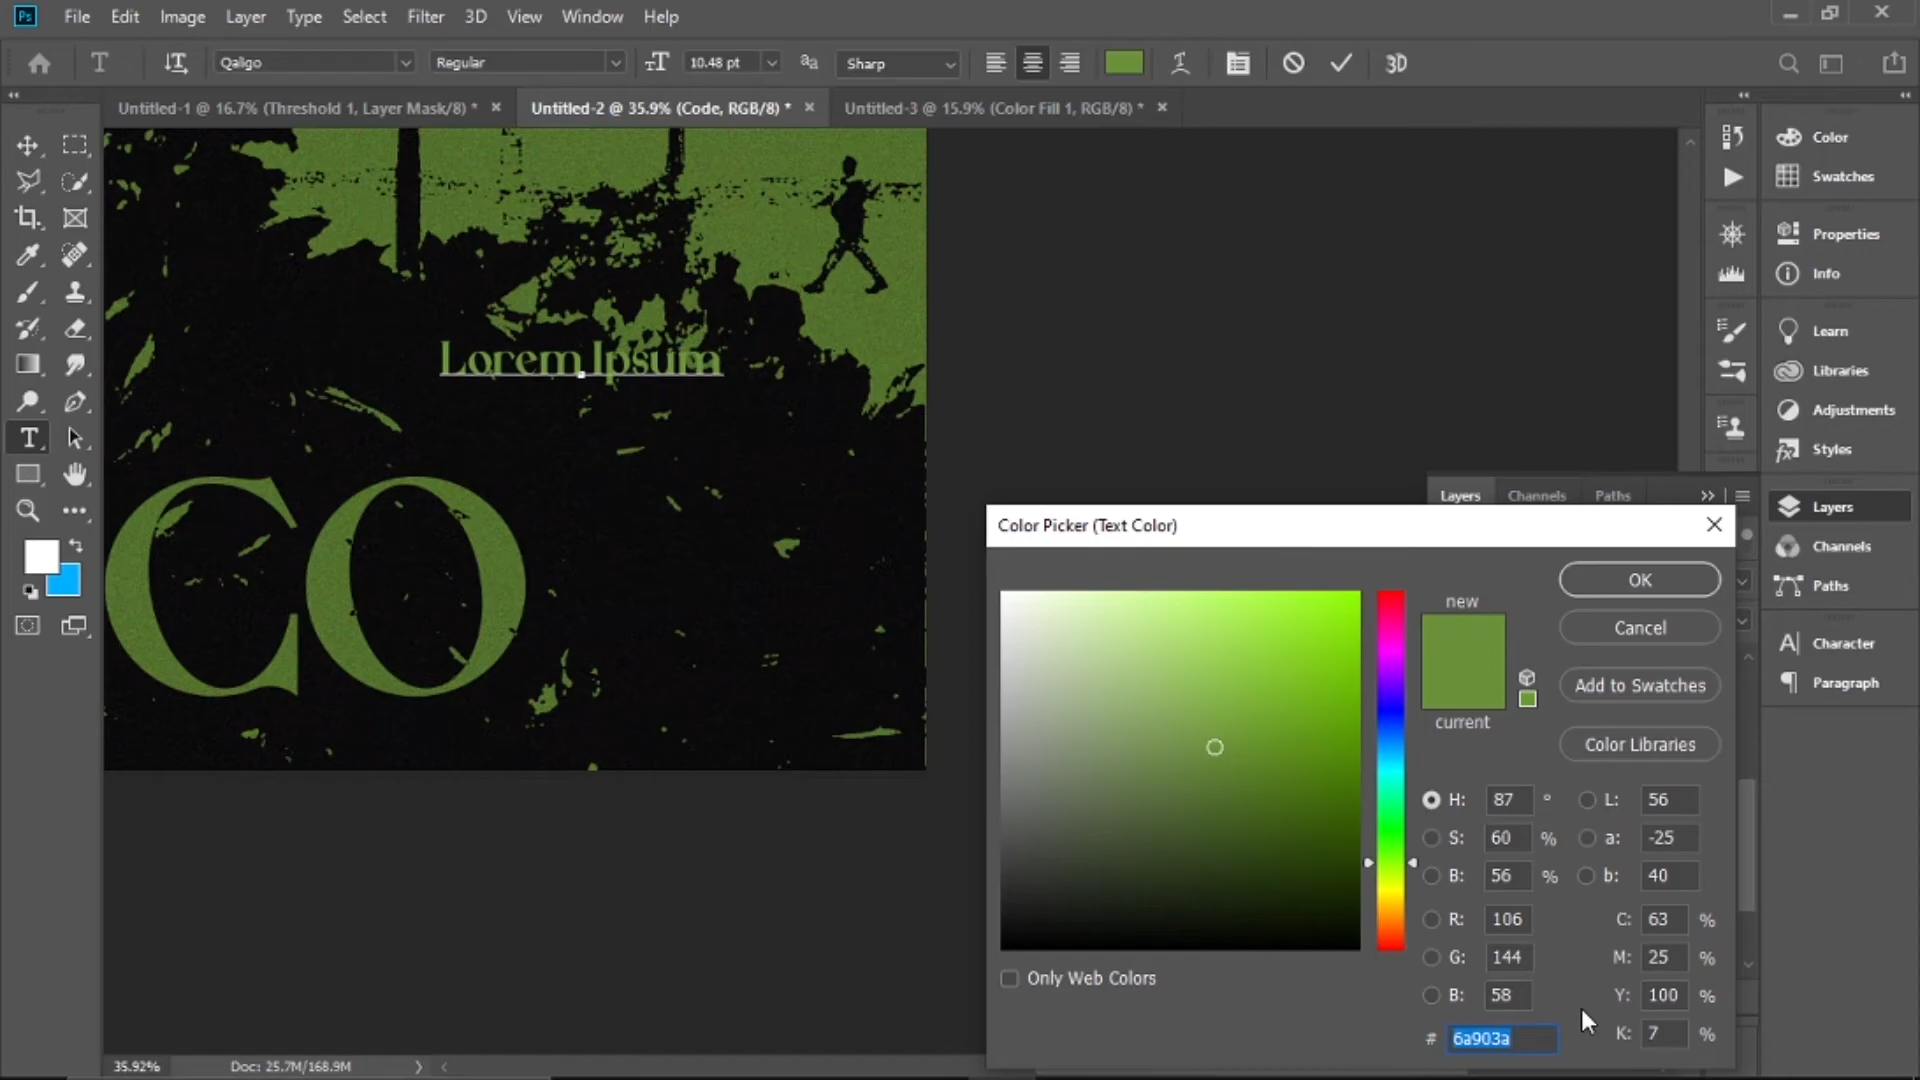 Ps File Edit Image Layer Type Select Filter 3D View Window Help
T Qaligo Regular 10.48 pt aa Sharp 3D
Untitled-1 @ 16.7% (Threshold 1, Layer Mask/8) * Untitled-2 @ 35.9% (Code, RGB/8) * Untitled-3 @ 15.9% (Color Fill 1, RGB/8) *
Color
Swatches
Properties
Info
Learn
Libraries
Adjustments
Styles
Layers
Channels
Paths
Character
Paragraph
Lorem Ipsum
CO
Layers Channels Paths
Color Picker (Text Color)
new
current
OK
Cancel
Add to Swatches
Color Libraries
H: 87 ° L: 56
S: 60 % a: -25
B: 56 % b: 40
R: 106 C: 63 %
G: 144 M: 25 %
B: 58 Y: 100 %
# 6a903a K: 7 %
Only Web Colors
35.92% Doc: 25.7M/168.9M